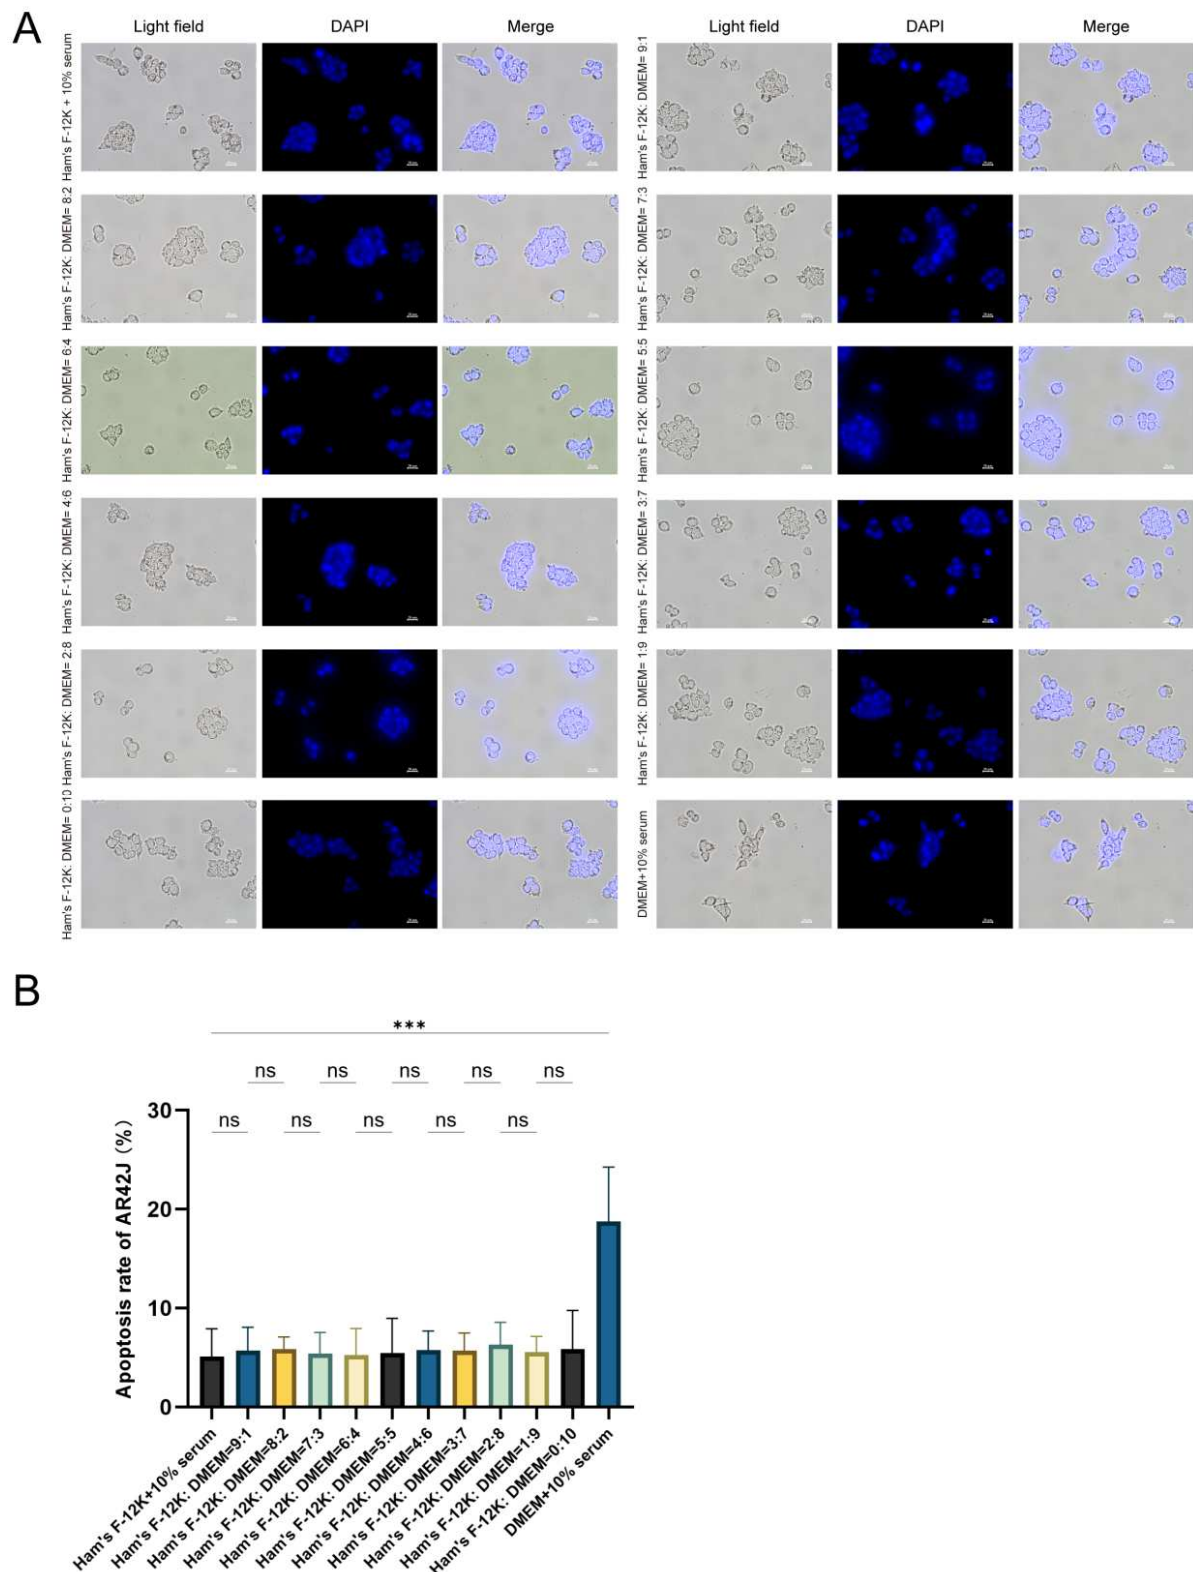 A
Light field DAPI Merge Light field DAPI Merge
Ham's F-12K + 10% serum
Ham's F-12K: DMEM= 9:1
Ham's F-12K: DMEM= 8:2
Ham's F-12K: DMEM= 7:3
Ham's F-12K: DMEM= 6:4
Ham's F-12K: DMEM= 5:5
Ham's F-12K: DMEM= 4:6
Ham's F-12K: DMEM= 3:7
Ham's F-12K: DMEM= 2:8
Ham's F-12K: DMEM= 1:9
Ham's F-12K: DMEM= 0:10
DMEM+10% serum
B
***
ns ns ns ns ns
ns ns ns ns ns
Apoptosis rate of AR42J (%)
30
20
10
0
Ham's F-12K+10% serum
Ham's F-12K: DMEM=9:1
Ham's F-12K: DMEM=8:2
Ham's F-12K: DMEM=7:3
Ham's F-12K: DMEM=6:4
Ham's F-12K: DMEM=5:5
Ham's F-12K: DMEM=4:6
Ham's F-12K: DMEM=3:7
Ham's F-12K: DMEM=2:8
Ham's F-12K: DMEM=1:9
Ham's F-12K: DMEM=0:10
DMEM+10% serum